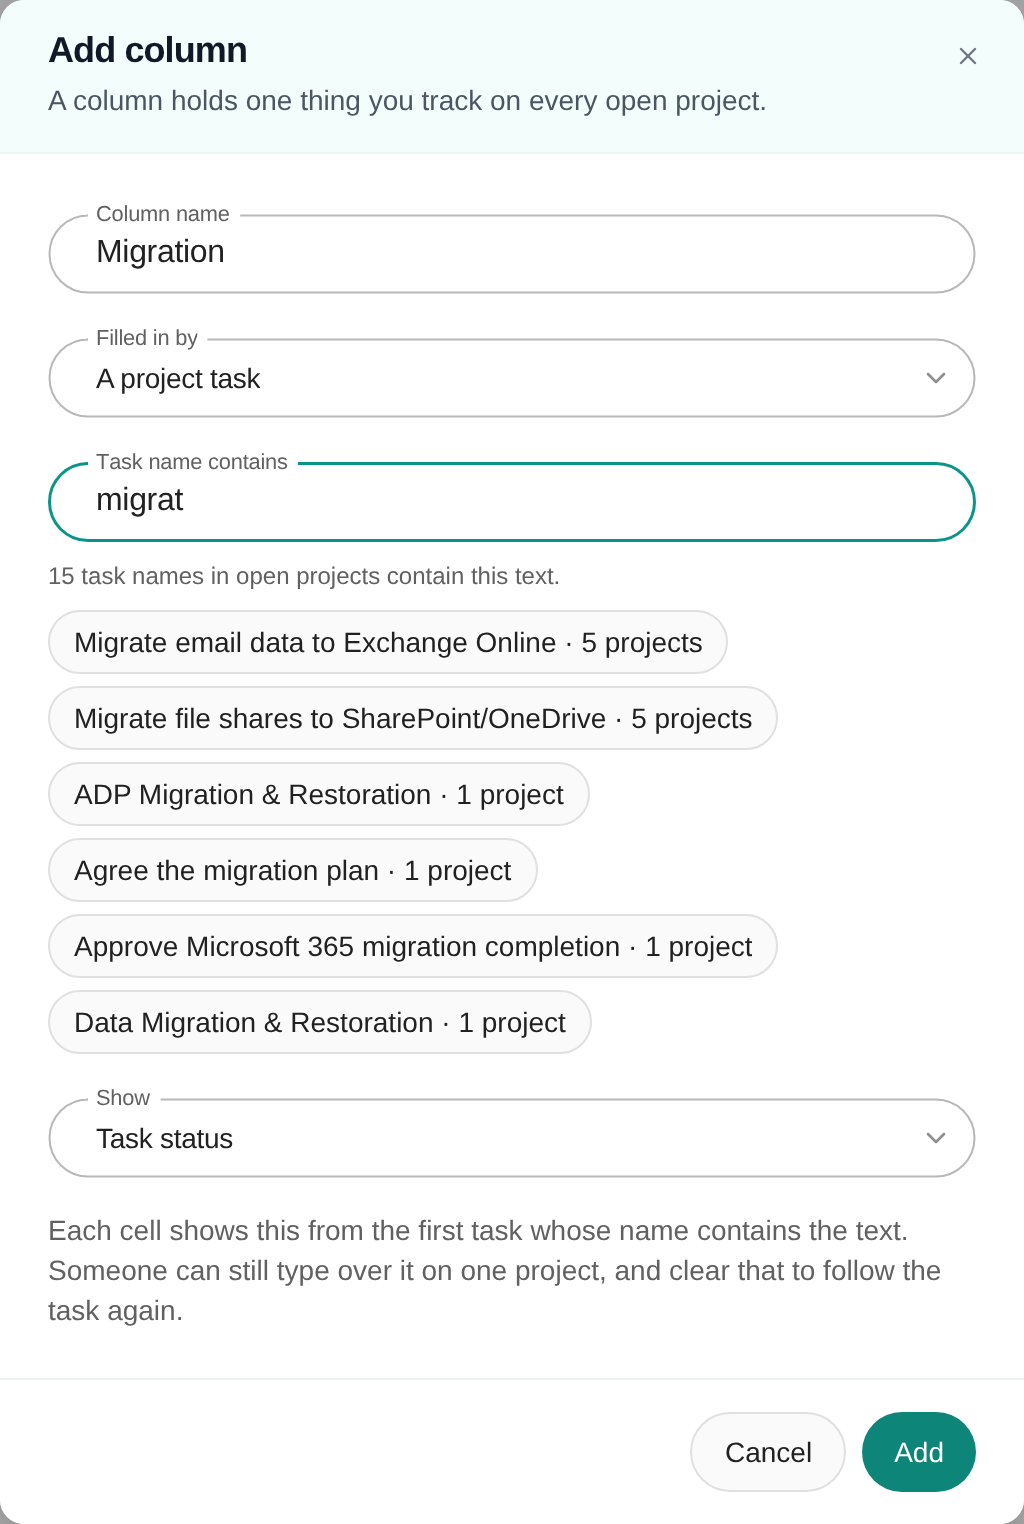 Add column
A column holds one thing you track on every open project.
Column name
Migration
Filled in by
A project task
Task name contains
migrat
15 task names in open projects contain this text.
Migrate email data to Exchange Online · 5 projects
Migrate file shares to SharePoint/OneDrive · 5 projects
ADP Migration & Restoration · 1 project
Agree the migration plan · 1 project
Approve Microsoft 365 migration completion · 1 project
Data Migration & Restoration · 1 project
Show
Task status
Each cell shows this from the first task whose name contains the text.
Someone can still type over it on one project, and clear that to follow the
task again.
Cancel
Add